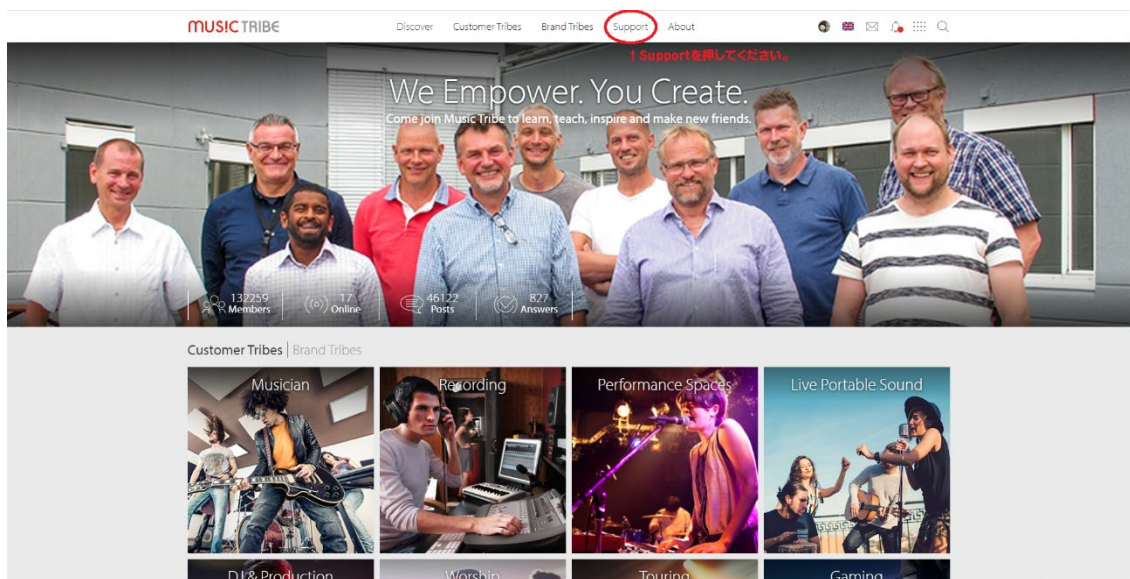 MUSIC TRIBE
Discover Customer Tribes Brand Tribes Support About
↑Supportを押してください。
We Empower. You Create.
Come join Music Tribe to learn, teach, inspire and make new friends.
132259 17 46122 827
Members Online Posts Answers
Customer Tribes | Brand Tribes
Musician Recording Performance Spaces Live Portable Sound
DJ & Production Worship Touring Gaming